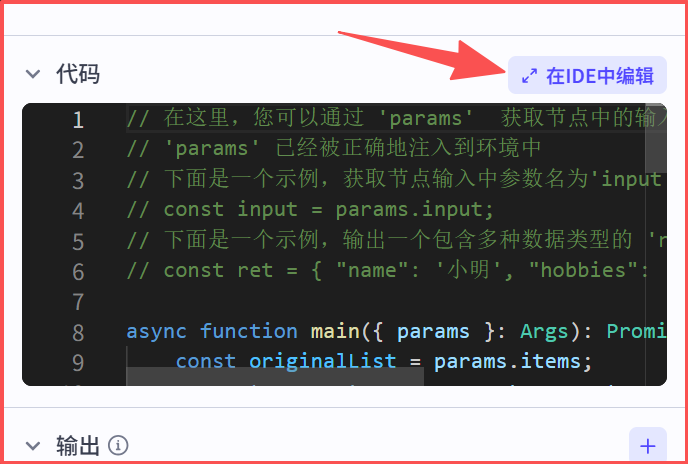 代码
在IDE中编辑
1 // 在这里，您可以通过 'params'  获取节点中的输入
2 // 'params' 已经被正确地注入到环境中
3 // 下面是一个示例，获取节点输入中参数名为'input
4 // const input = params.input;
5 // 下面是一个示例，输出一个包含多种数据类型的 'r
6 // const ret = { "name": '小明', "hobbies":
7
8 async function main({ params }: Args): Promi
9     const originalList = params.items;
输出